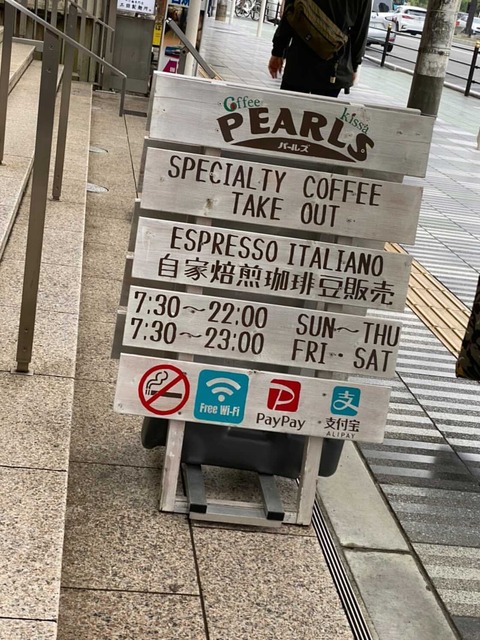 Coffee kissa
PEARLS
パールズ
SPECIALTY COFFEE
TAKE OUT
ESPRESSO ITALIANO
自家焙煎珈琲豆販売
7:30〜22:00 SUN〜THU
7:30〜23:00 FRI・SAT
Free Wi-Fi
PayPay
支
支付宝
ALIPAY